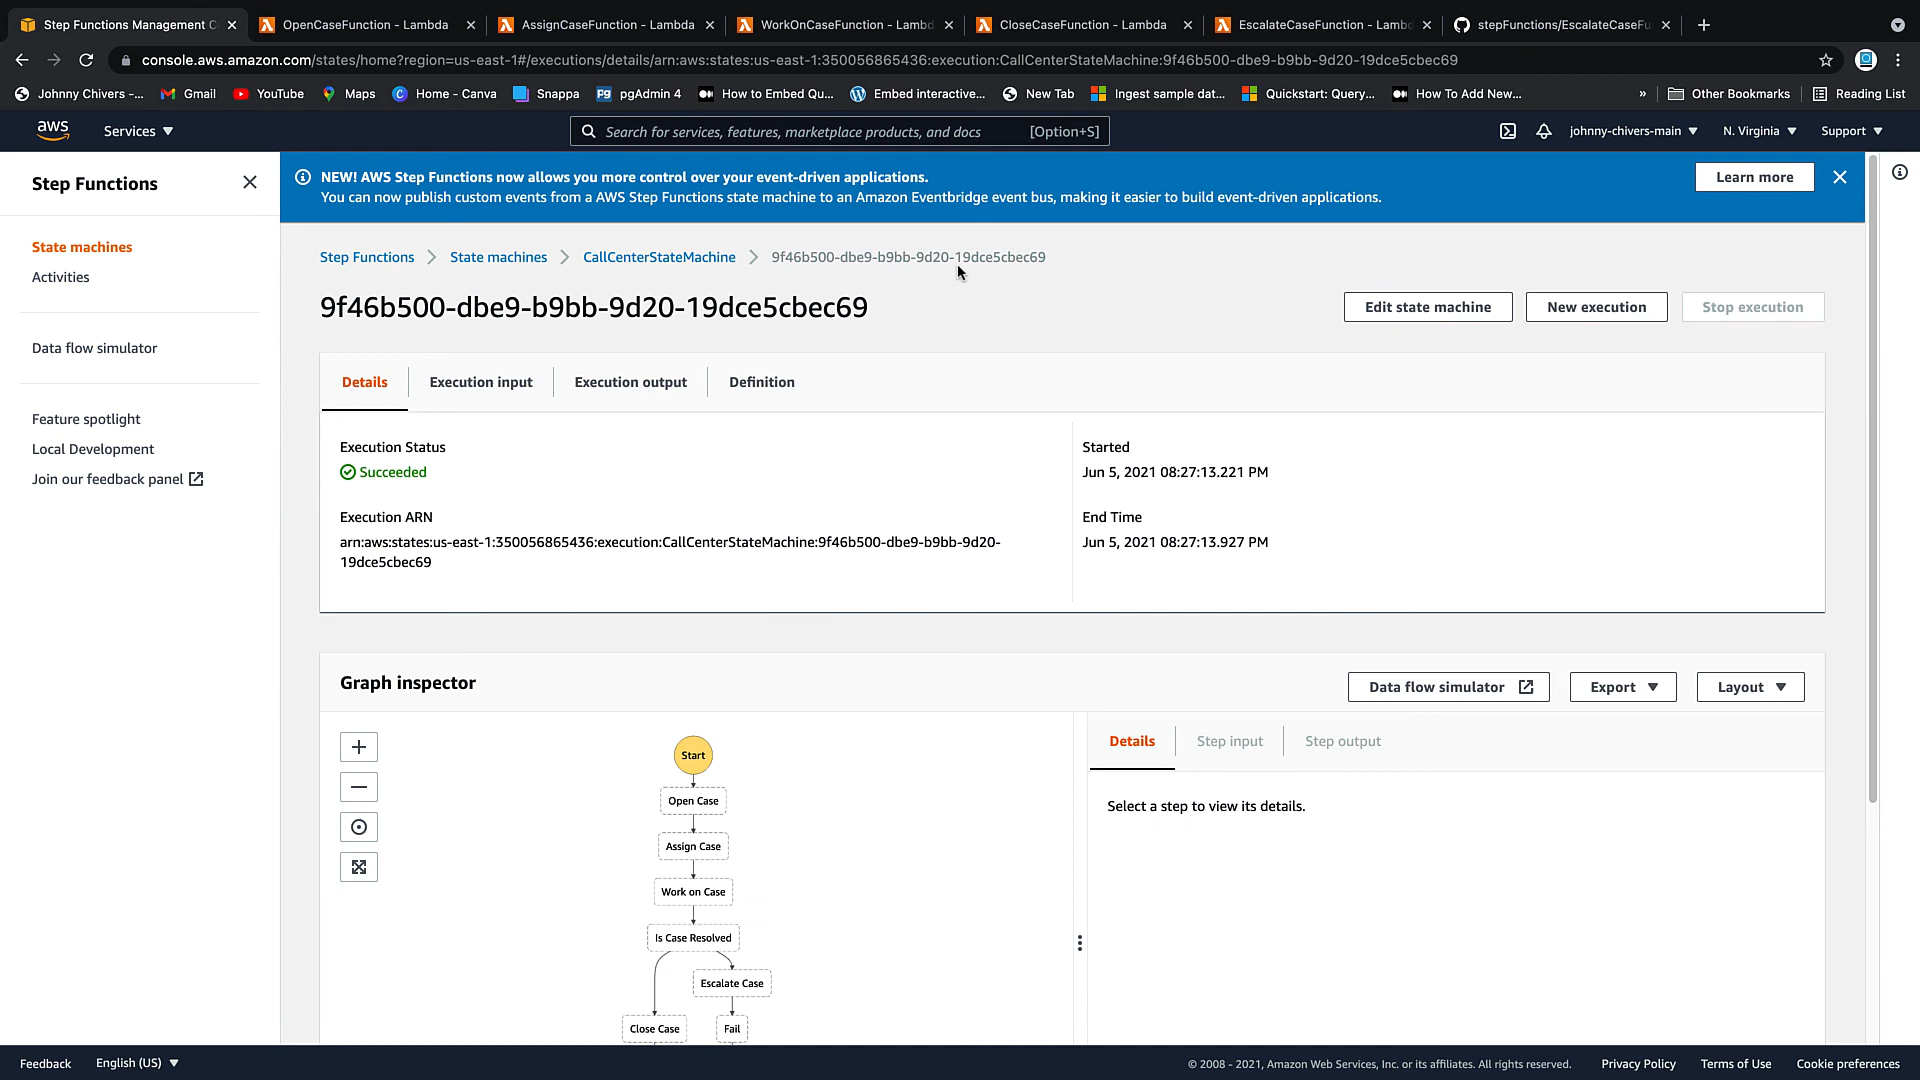 Step Functions Management C
OpenCaseFunction - Lambda
AssignCaseFunction - Lambda
WorkOnCaseFunction - Lambd
CloseCaseFunction - Lambda
EscalateCaseFunction - Lambd
stepFunctions/EscalateCaseFu
console.aws.amazon.com/states/home?region=us-east-1#/executions/details/arn:aws:states:us-east-1:350056865436:execution:CallCenterStateMachine:9f46b500-dbe9-b9bb-9d20-19dce5cbec69
Johnny Chivers -...
Gmail
YouTube
Maps
Home - Canva
Snappa
pgAdmin 4
How to Embed Qu...
Embed interactive...
New Tab
Ingest sample dat...
Quickstart: Query...
How To Add New...
»
Other Bookmarks
Reading List
aws
Services
Search for services, features, marketplace products, and docs
[Option+S]
johnny-chivers-main
N. Virginia
Support
Step Functions
State machines
Activities
Data flow simulator
Feature spotlight
Local Development
Join our feedback panel
NEW! AWS Step Functions now allows you more control over your event-driven applications.
You can now publish custom events from a AWS Step Functions state machine to an Amazon Eventbridge event bus, making it easier to build event-driven applications.
Learn more
Step Functions
State machines
CallCenterStateMachine
9f46b500-dbe9-b9bb-9d20-19dce5cbec69
9f46b500-dbe9-b9bb-9d20-19dce5cbec69
Edit state machine
New execution
Stop execution
Details
Execution input
Execution output
Definition
Execution Status
Succeeded
Started
Jun 5, 2021 08:27:13.221 PM
Execution ARN
arn:aws:states:us-east-1:350056865436:execution:CallCenterStateMachine:9f46b500-dbe9-b9bb-9d20-
19dce5cbec69
End Time
Jun 5, 2021 08:27:13.927 PM
Graph inspector
Data flow simulator
Export
Layout
Start
Open Case
Assign Case
Work on Case
Is Case Resolved
Escalate Case
Close Case
Fail
Details
Step input
Step output
Select a step to view its details.
Feedback
English (US)
© 2008 - 2021, Amazon Web Services, Inc. or its affiliates. All rights reserved.
Privacy Policy
Terms of Use
Cookie preferences